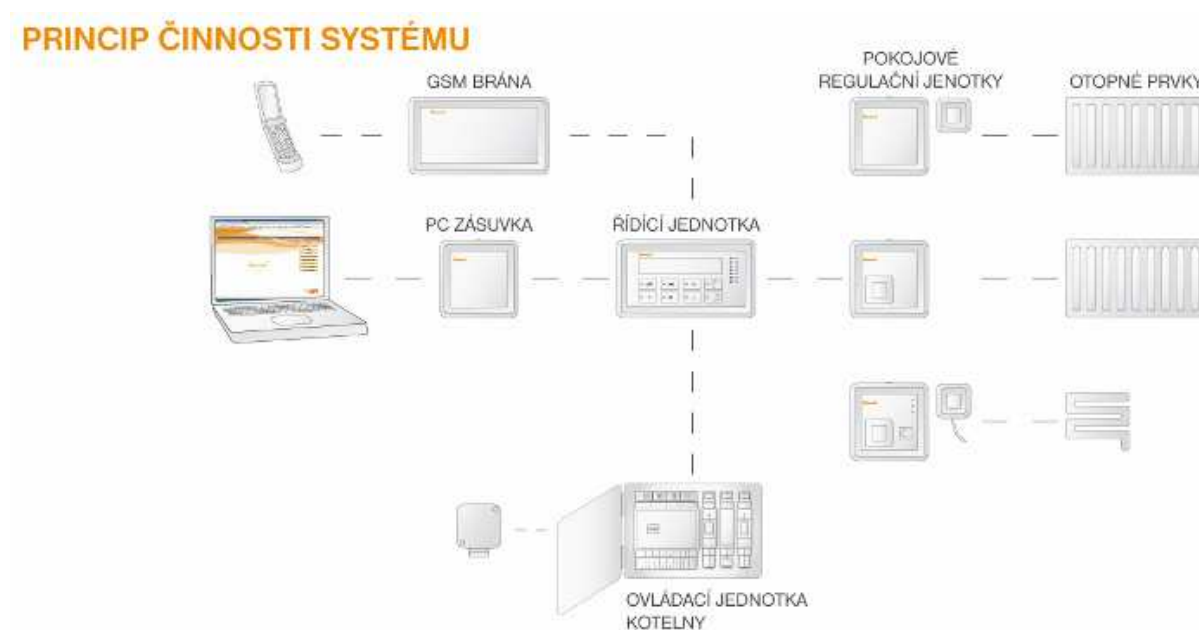 PRINCIP ČINNOSTI SYSTÉMU
GSM BRÁNA
POKOJOVÉ
REGULAČNÍ JENOTKY
OTOPNÉ PRVKY
PC ZÁSUVKA
ŘÍDÍCÍ JEDNOTKA
OVLÁDACÍ JEDNOTKA
KOTELNY